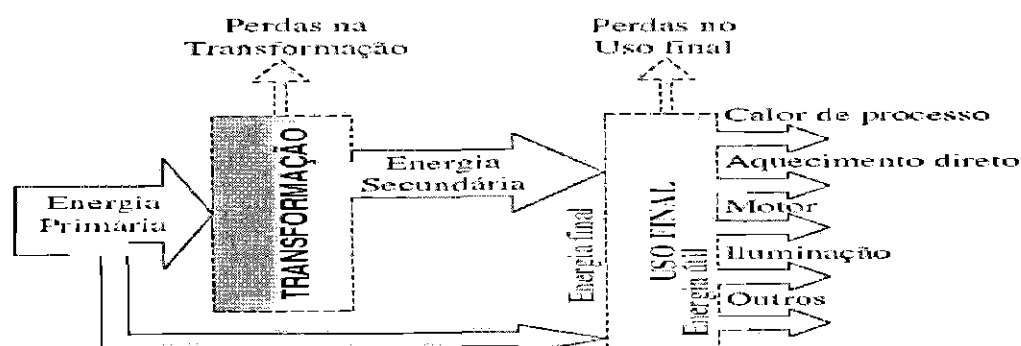 Perdas na
Transformação
Perdas no
Uso final
Energia
Primária
TRANSFORMAÇÃO
Energia
Secundária
Energia final
USO FINAL
Energia útil
Calor de processo
Aquecimento direto
Motor
Iluminação
Outros